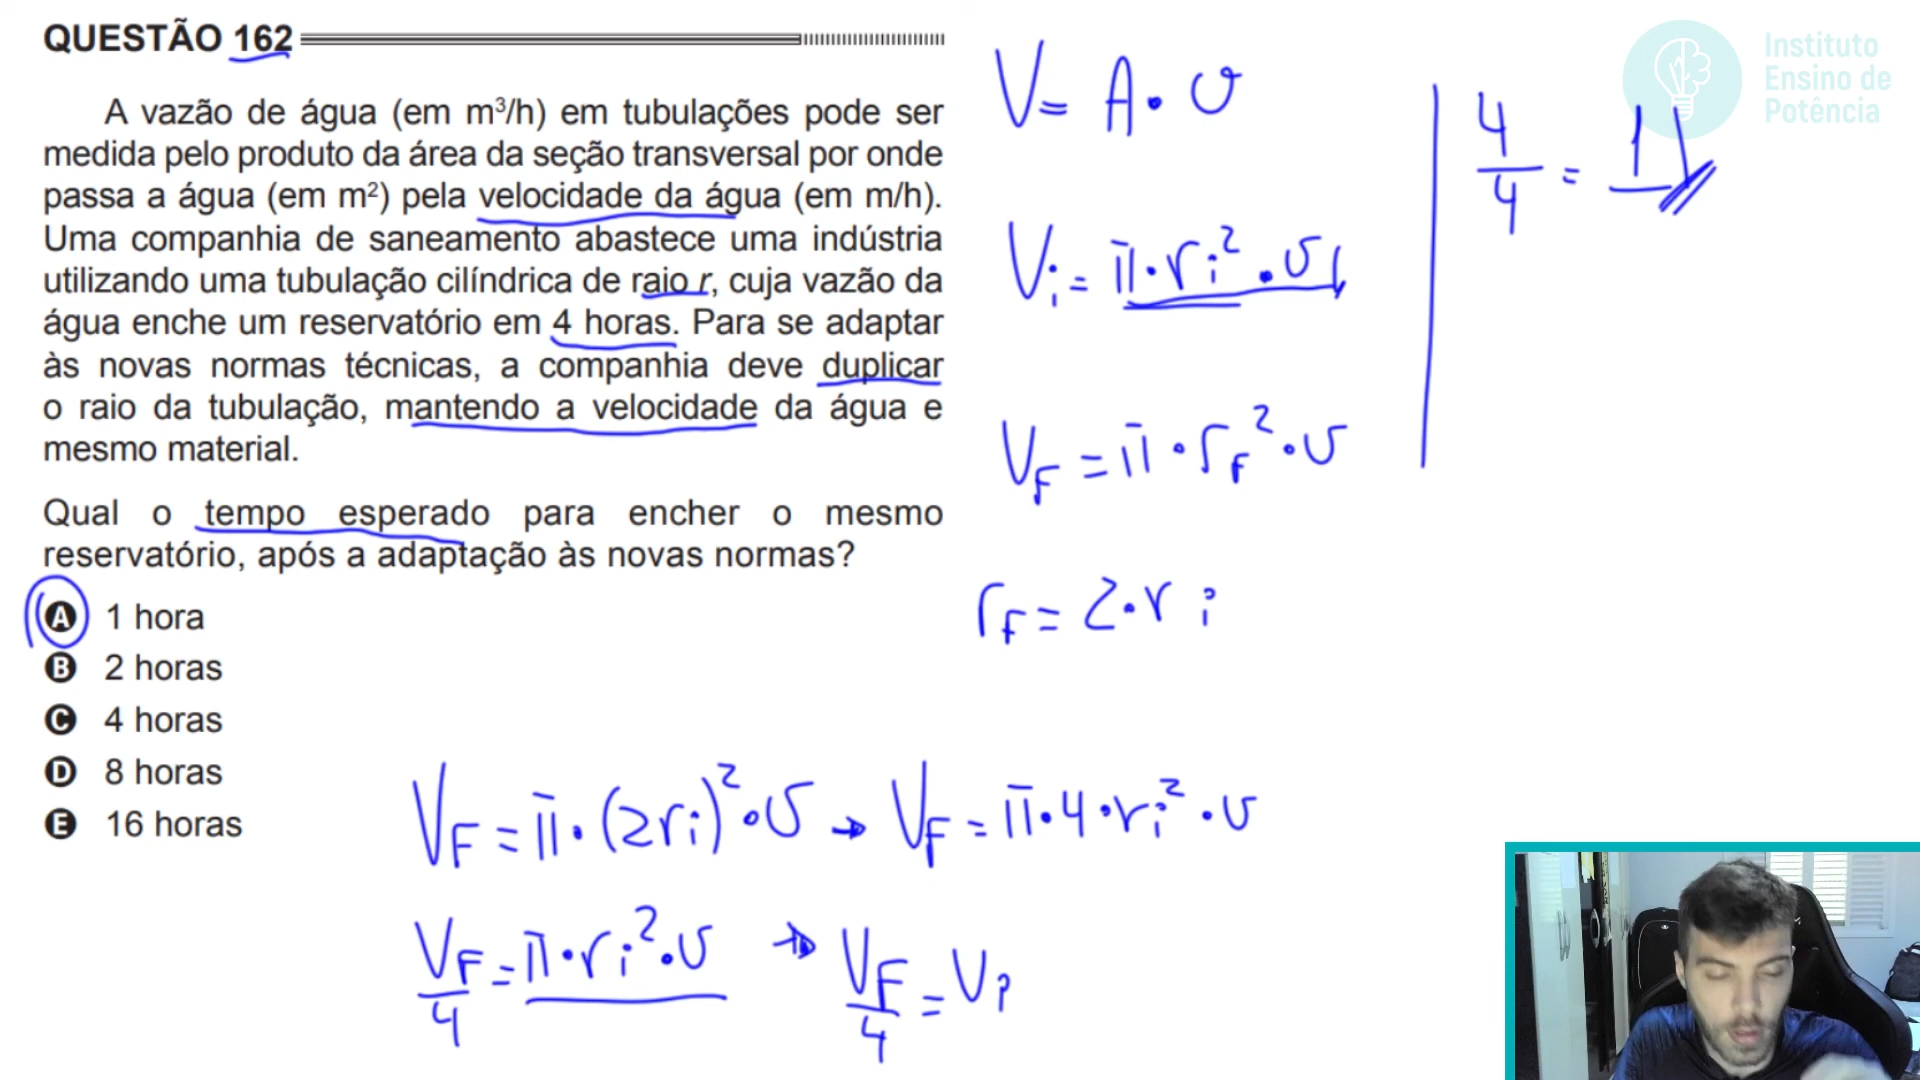 QUESTÃO 162
A vazão de água (em m³/h) em tubulações pode ser
medida pelo produto da área da seção transversal por onde
passa a água (em m²) pela velocidade da água (em m/h).
Uma companhia de saneamento abastece uma indústria
utilizando uma tubulação cilíndrica de raio r, cuja vazão da
água enche um reservatório em 4 horas. Para se adaptar
às novas normas técnicas, a companhia deve duplicar
o raio da tubulação, mantendo a velocidade da água e
mesmo material.
Qual o tempo esperado para encher o mesmo
reservatório, após a adaptação às novas normas?
A 1 hora
B 2 horas
C 4 horas
D 8 horas
E 16 horas
V = A · v
Vi = π · ri² · v
VF = π · rF² · v
rF = 2 · ri
VF = π · (2ri)² · v → VF = π · 4 · ri² · v
VF/4 = π · ri² · v → VF/4 = Vi
4/4 = 1
Instituto
Ensino de
Potência